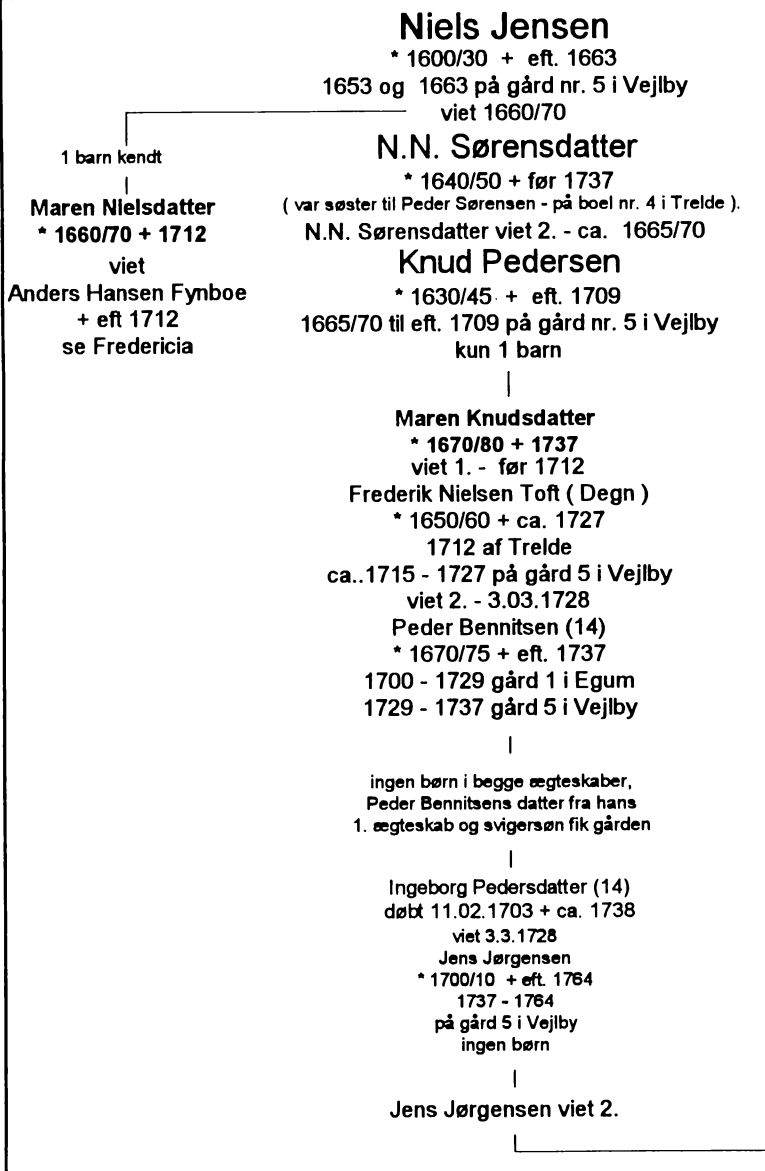 Niels Jensen
* 1600/30 + eft. 1663
1653 og 1663 på gård nr. 5 i Vejlby
viet 1660/70
1 barn kendt
Maren Nielsdatter
* 1660/70 + 1712
viet
Anders Hansen Fynboe
+ eft 1712
se Fredericia
N.N. Sørensdatter
* 1640/50 + før 1737
( var søster til Peder Sørensen - på boel nr. 4 i Trelde ).
N.N. Sørensdatter viet 2. - ca. 1665/70
Knud Pedersen
* 1630/45 + eft. 1709
1665/70 til eft. 1709 på gård nr. 5 i Vejlby
kun 1 barn
Maren Knudsdatter
* 1670/80 + 1737
viet 1. - før 1712
Frederik Nielsen Toft ( Degn )
* 1650/60 + ca. 1727
1712 af Trelde
ca..1715 - 1727 på gård 5 i Vejlby
viet 2. - 3.03.1728
Peder Bennitsen (14)
* 1670/75 + eft. 1737
1700 - 1729 gård 1 i Egum
1729 - 1737 gård 5 i Vejlby
ingen børn i begge ægteskaber,
Peder Bennitsens datter fra hans
1. ægteskab og svigersøn fik gården
Ingeborg Pedersdatter (14)
døbt 11.02.1703 + ca. 1738
viet 3.3.1728
Jens Jørgensen
* 1700/10 + eft. 1764
1737 - 1764
på gård 5 i Vejlby
ingen børn
Jens Jørgensen viet 2.